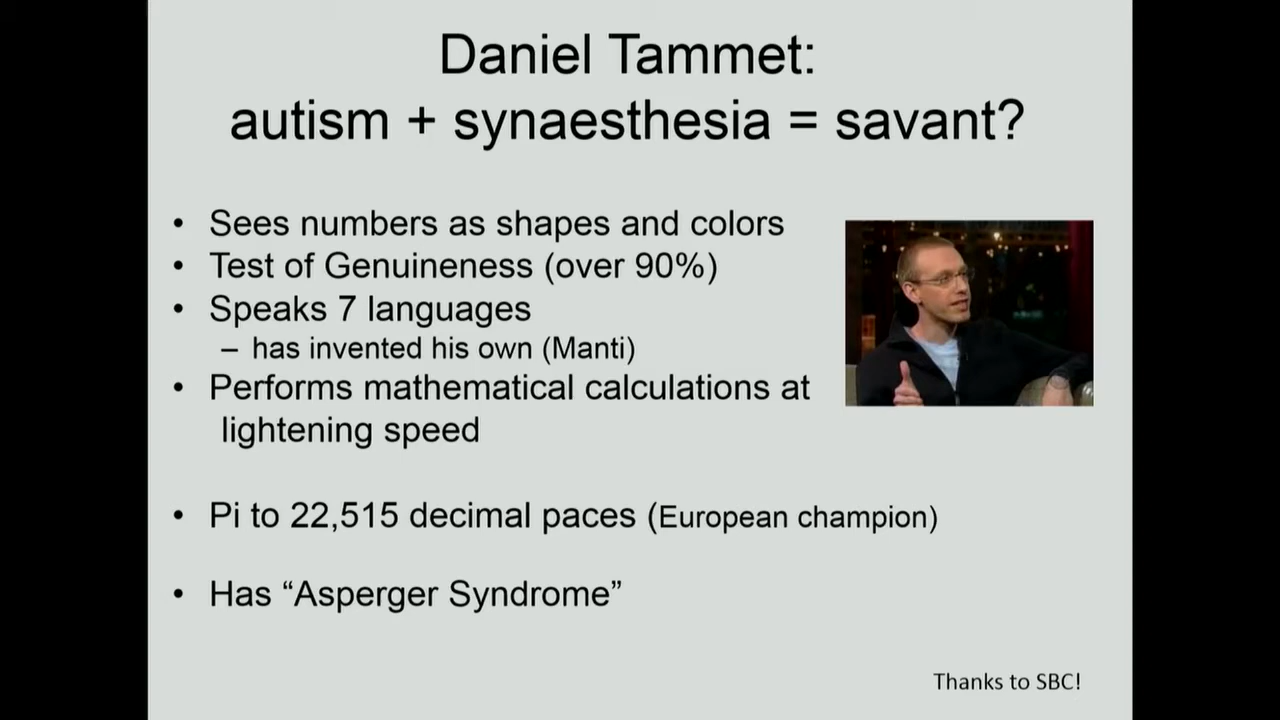 Daniel Tammet:
autism + synaesthesia = savant?
• Sees numbers as shapes and colors
• Test of Genuineness (over 90%)
• Speaks 7 languages
– has invented his own (Manti)
• Performs mathematical calculations at
lightening speed
• Pi to 22,515 decimal paces (European champion)
• Has “Asperger Syndrome”
Thanks to SBC!